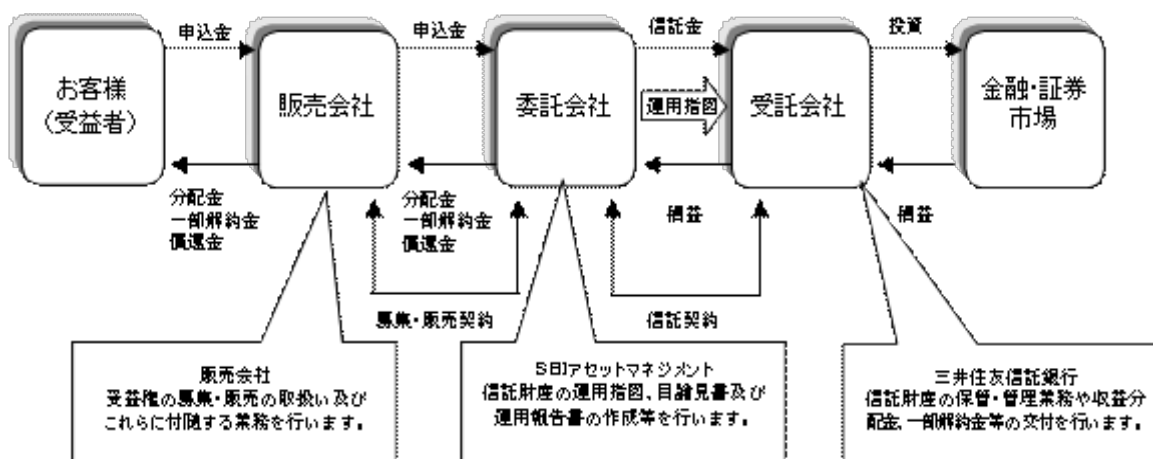 申込金
申込金
信託金
投資
お客様
(受益者)
販売会社
委託会社
運用指図
受託会社
金融・証券
市場
分配金
一部解約金
償還金
分配金
一部解約金
償還金
損益
損益
募集・販売契約
信託契約
販売会社
受益権の募集・販売の取扱い及び
これらに付随する業務を行います。
SBIアセットマネジメント
信託財産の運用指図、目論見書及び
運用報告書の作成等を行います。
三井住友信託銀行
信託財産の保管・管理業務や収益分
配金、一部解約金等の交付を行います。